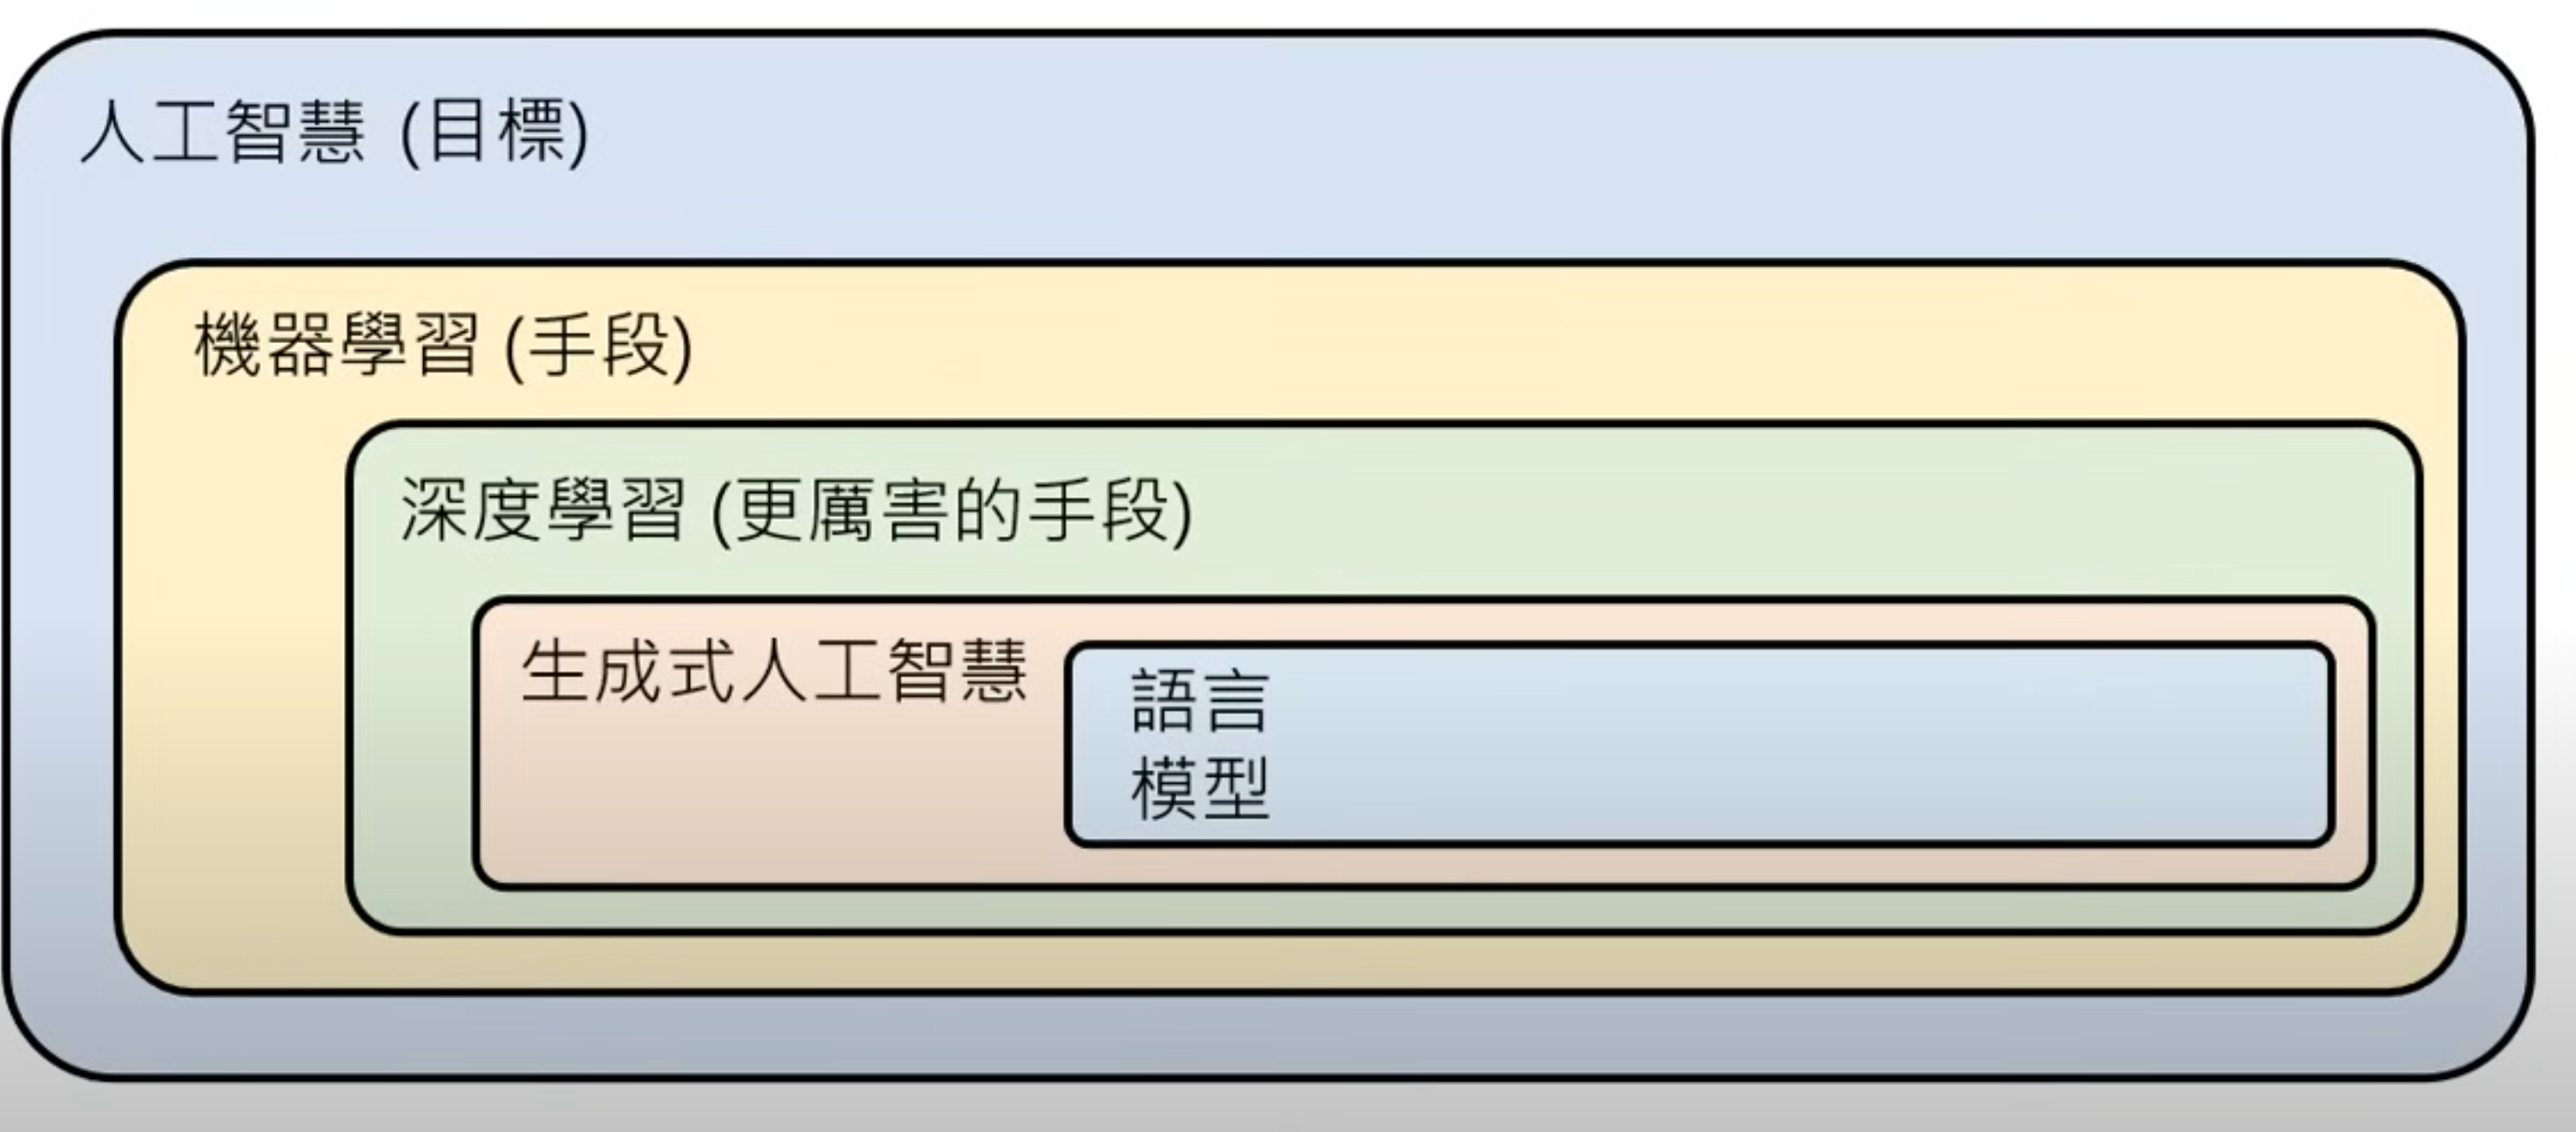 人工智慧 (目標)
機器學習 (手段)
深度學習 (更厲害的手段)
生成式人工智慧
語言
模型